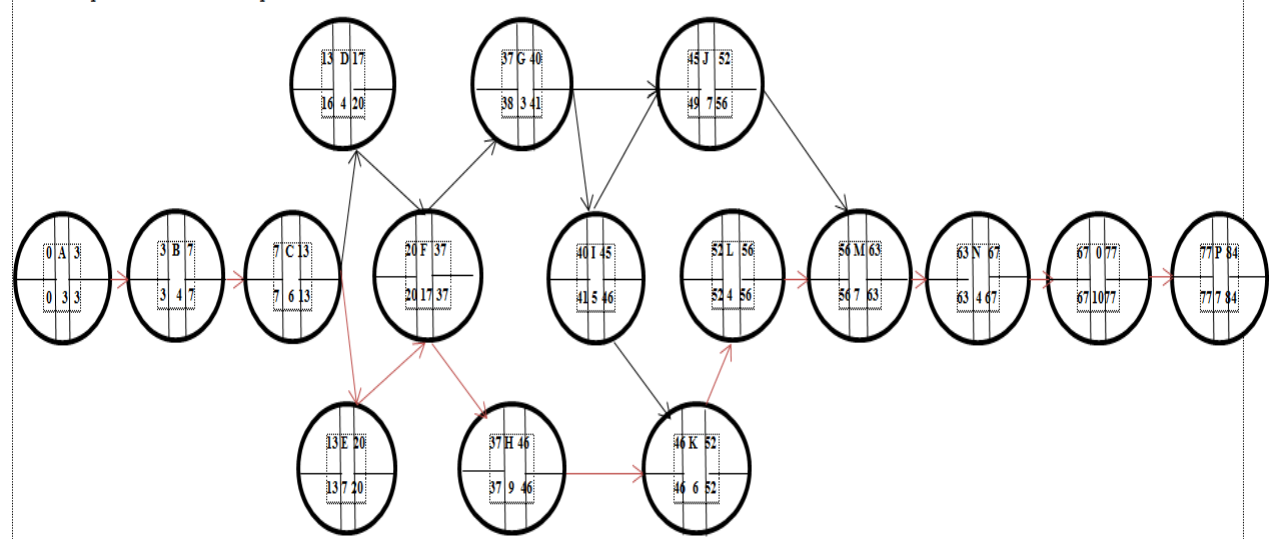 13 D 17
16 4 20
37 G 40
38 3 41
45 J 52
49 7 56
0 A 3
0 3 3
3 B 7
3 4 7
7 C 13
7 6 13
20 F 37
20 17 37
40 I 45
41 5 46
52 L 56
52 4 56
56 M 63
56 7 63
63 N 67
63 4 67
67 0 77
67 10 77
77 P 84
77 7 84
13 E 20
13 7 20
37 H 46
37 9 46
46 K 52
46 6 52